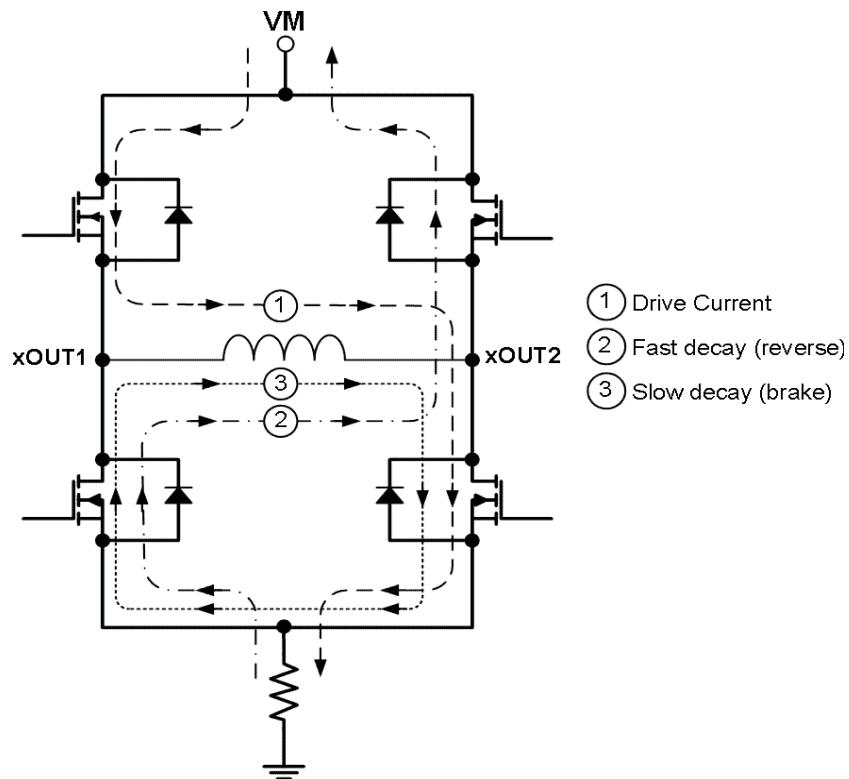 VM
1
xOUT1
xOUT2
3
2
1 Drive Current
2 Fast decay (reverse)
3 Slow decay (brake)